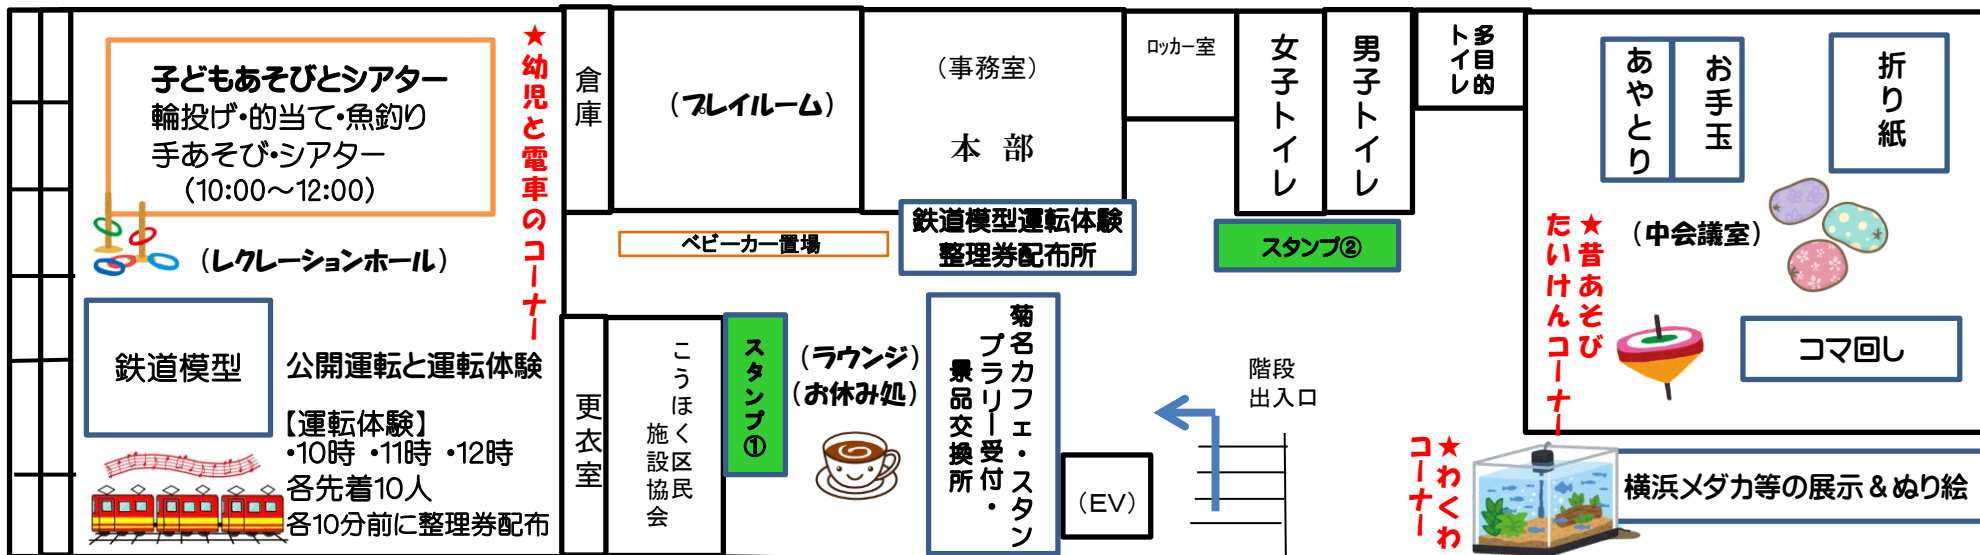 子どもあそびとシアター
輪投げ・的当て・魚釣り
手あそび・シアター
(10:00～12:00)
(レクレーションホール)
★幼児と電車のコーナー
鉄道模型
公開運転と運転体験
【運転体験】
・10時 ・11時 ・12時
各先着10人
各10分前に整理券配布
倉庫
(プレイルーム)
(事務室)
本 部
ロッカー室
女子トイレ
男子トイレ
多目的
トイレ
ベビーカー置場
鉄道模型運転体験
整理券配布所
スタンプ②
更衣室
こうほく区民
施設協会
スタンプ①
(ラウンジ)
(お休み処)
菊名カフェ・スタン
プラリー受付・
景品交換所
(EV)
階段
出入口
あやとり
お手玉
折り紙
(中会議室)
★昔あそび
たいけんコーナー
コマ回し
★わくわ
コーナー
横浜メダカ等の展示＆ぬり絵